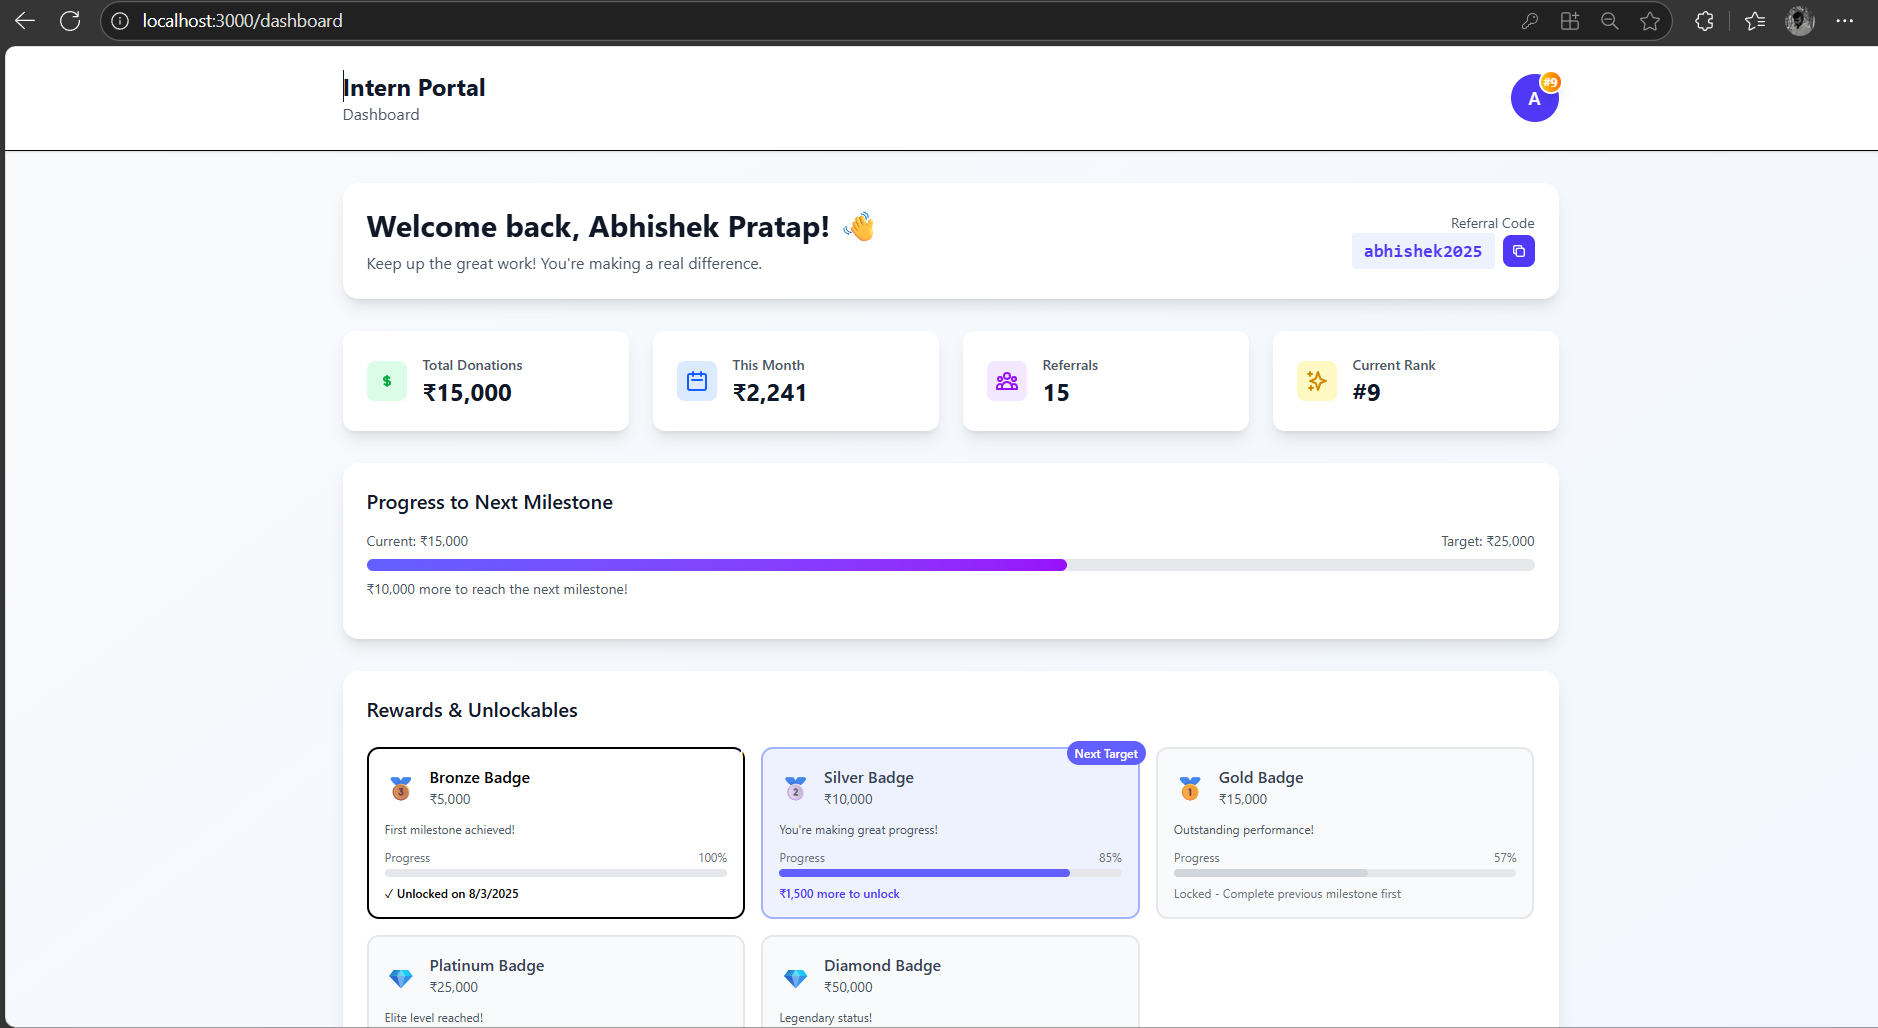 localhost:3000/dashboard
Intern Portal
Dashboard
A
#9
Welcome back, Abhishek Pratap! 👋
Keep up the great work! You're making a real difference.
Referral Code
abhishek2025
Total Donations
₹15,000
This Month
₹2,241
Referrals
15
Current Rank
#9
Progress to Next Milestone
Current: ₹15,000
Target: ₹25,000
₹10,000 more to reach the next milestone!
Rewards & Unlockables
Bronze Badge
₹5,000
First milestone achieved!
Progress 100%
✓ Unlocked on 8/3/2025
Next Target
Silver Badge
₹10,000
You're making great progress!
Progress 85%
₹1,500 more to unlock
Gold Badge
₹15,000
Outstanding performance!
Progress 57%
Locked - Complete previous milestone first
Platinum Badge
₹25,000
Elite level reached!
Diamond Badge
₹50,000
Legendary status!